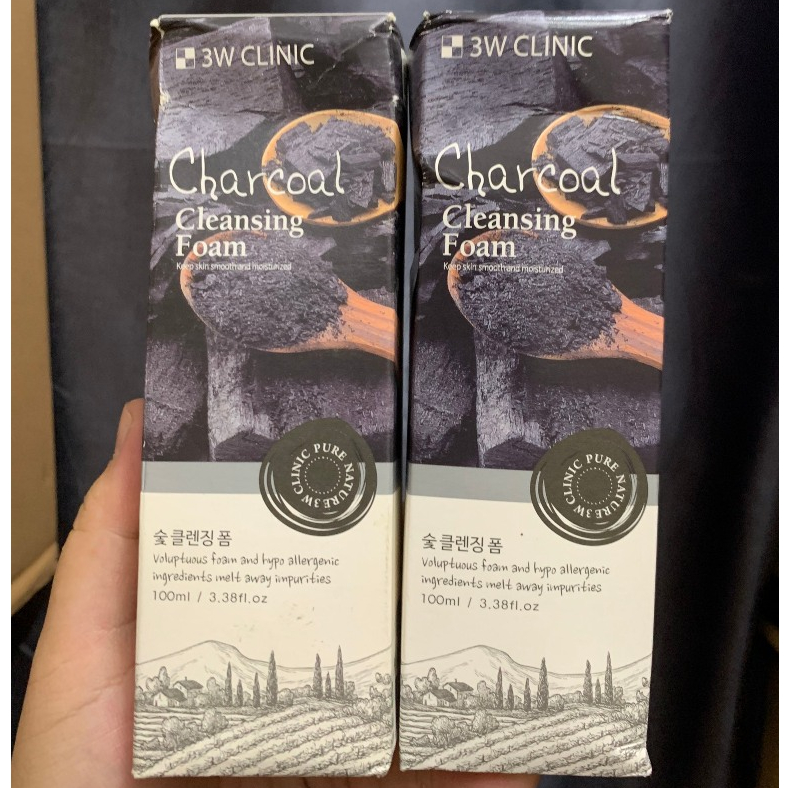 3W CLINIC
Charcoal
Cleansing
Foam
Keep skin smooth and moisturized
3W CLINIC PURE NATURE
숯 클렌징 폼
Voluptuous foam and hypo allergenic
ingredients melt away impurities
100ml / 3.38fl.oz
3W CLINIC
Charcoal
Cleansing
Foam
Keep skin smooth and moisturized
3W CLINIC PURE NATURE
숯 클렌징 폼
Voluptuous foam and hypo allergenic
ingredients melt away impurities
100ml / 3.38fl.oz